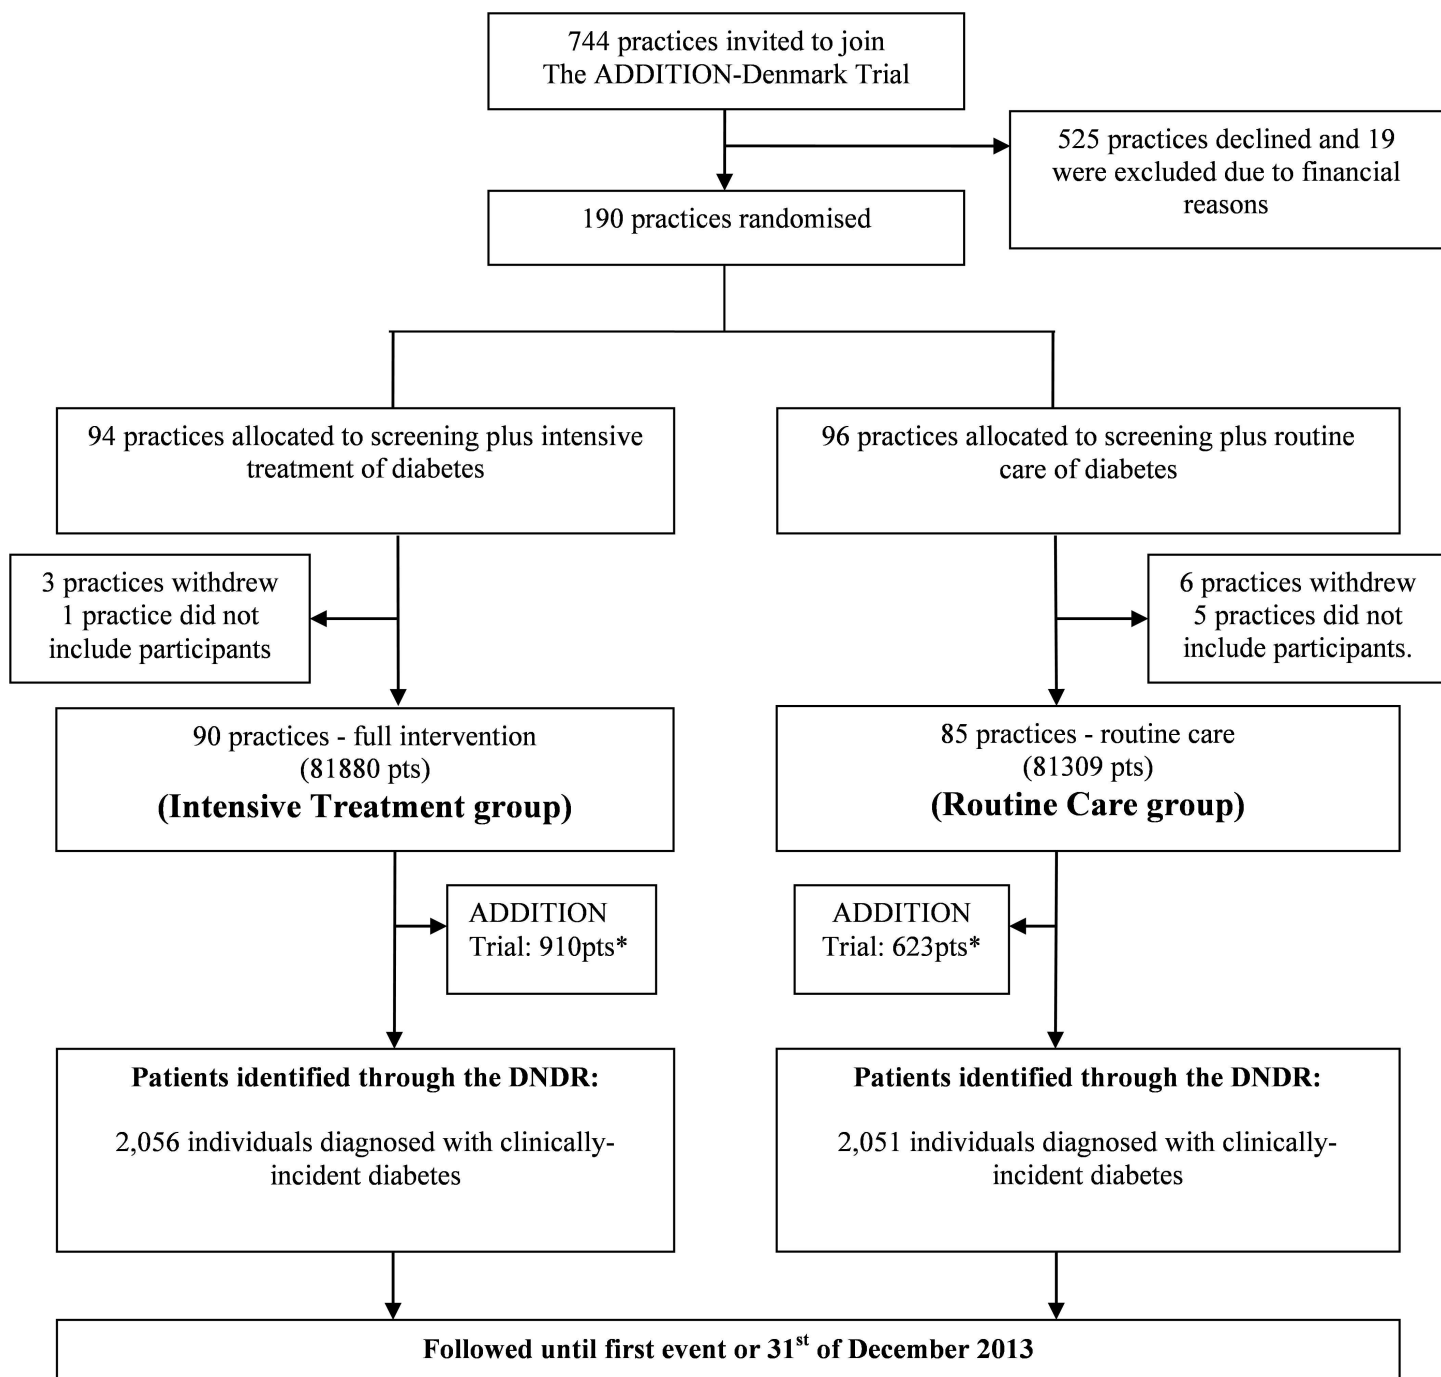 744 practices invited to join
The ADDITION-Denmark Trial
525 practices declined and 19
were excluded due to financial
reasons
190 practices randomised
94 practices allocated to screening plus intensive
treatment of diabetes
96 practices allocated to screening plus routine
care of diabetes
3 practices withdrew
1 practice did not
include participants
6 practices withdrew
5 practices did not
include participants.
90 practices - full intervention
(81880 pts)
(Intensive Treatment group)
85 practices - routine care
(81309 pts)
(Routine Care group)
ADDITION
Trial: 910pts*
ADDITION
Trial: 623pts*
Patients identified through the DNDR:
2,056 individuals diagnosed with clinically-
incident diabetes
Patients identified through the DNDR:
2,051 individuals diagnosed with clinically-
incident diabetes
Followed until first event or 31st of December 2013